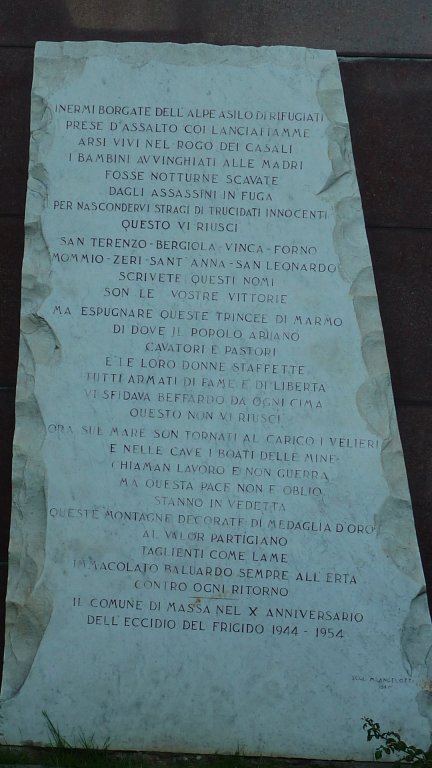 INERMI BORGATE DELL'ALPE ASILO DI RIFUGIATI
PRESE D'ASSALTO COI LANCIAFIAMME
ARSI VIVI NEL ROGO DEI CASALI
I BAMBINI AVVINGHIATI ALLE MADRI
FOSSE NOTTURNE SCAVATE
DAGLI ASSASSINI IN FUGA
PER NASCONDERVI STRAGI DI TRUCIDATI INNOCENTI
QUESTO VI RIUSCÌ
SAN TERENZO - BERGIOLA - VINCA - FORNO
MOMMIO - ZERI - SANT'ANNA - SAN LEONARDO
SCRIVETE QUESTI NOMI
SON LE VOSTRE VITTORIE
MA ESPUGNARE QUESTE TRINCEE DI MARMO
DI DOVE IL POPOLO APUANO
CAVATORI E PASTORI
E LE LORO DONNE STAFFETTE
TUTTI ARMATI DI FAME E DI LIBERTÀ
VI SFIDAVA BEFFARDO DA OGNI CIMA
QUESTO NON VI RIUSCÌ
ORA SUL MARE SON TORNATI AL CARICO I VELIERI
E NELLE CAVE I BOATI DELLE MINE
CHIAMAN LAVORO E NON GUERRA
MA QUESTA PACE NON È OBLIO
STANNO IN VEDETTA
QUESTE MONTAGNE DECORATE DI MEDAGLIA D'ORO
AL VALOR PARTIGIANO
TAGLIENTI COME LAME
IMMACOLATO BALUARDO SEMPRE ALL'ERTA
CONTRO OGNI RITORNO
IL COMUNE DI MASSA NEL X ANNIVERSARIO
DELL'ECCIDIO DEL FRIGIDO 1944 - 1954